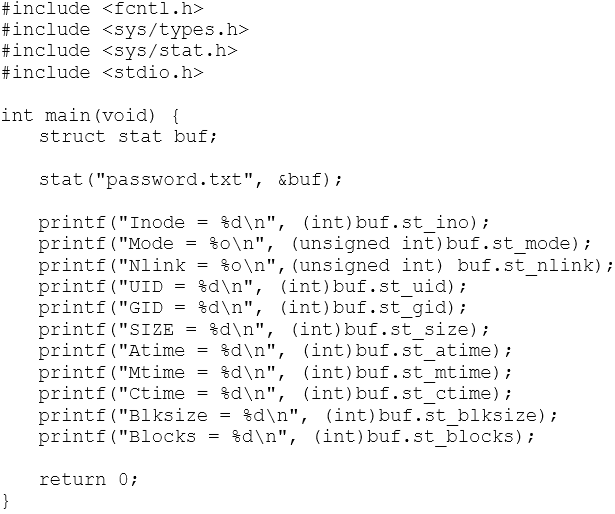 #include <fcntl.h>
#include <sys/types.h>
#include <sys/stat.h>
#include <stdio.h>

int main(void) {
    struct stat buf;

    stat("password.txt", &buf);

    printf("Inode = %d\n", (int)buf.st_ino);
    printf("Mode = %o\n", (unsigned int)buf.st_mode);
    printf("Nlink = %o\n",(unsigned int) buf.st_nlink);
    printf("UID = %d\n", (int)buf.st_uid);
    printf("GID = %d\n", (int)buf.st_gid);
    printf("SIZE = %d\n", (int)buf.st_size);
    printf("Atime = %d\n", (int)buf.st_atime);
    printf("Mtime = %d\n", (int)buf.st_mtime);
    printf("Ctime = %d\n", (int)buf.st_ctime);
    printf("Blksize = %d\n", (int)buf.st_blksize);
    printf("Blocks = %d\n", (int)buf.st_blocks);

    return 0;
}